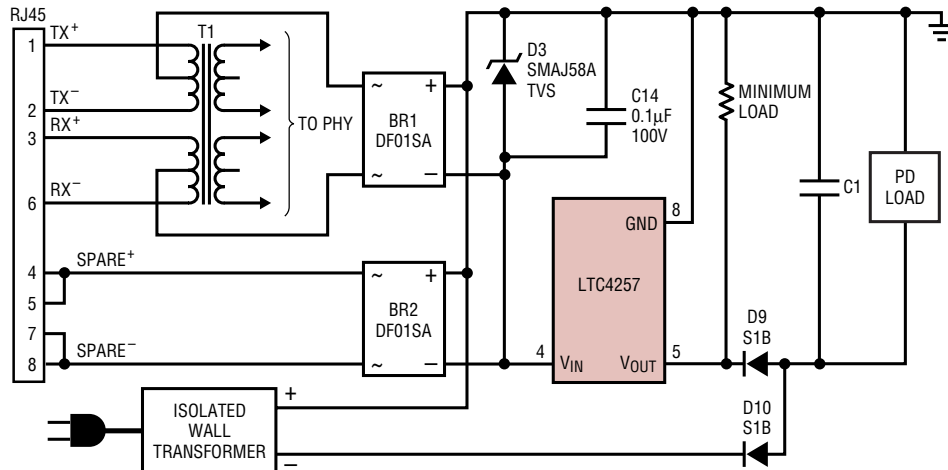 RJ45
1
TX+
2
TX−
3
RX+
6
RX−
4
SPARE+
5
7
8
SPARE−
T1
TO PHY
~
+
BR1
DF01SA
~
−
~
+
BR2
DF01SA
~
−
D3
SMAJ58A
TVS
C14
0.1µF
100V
MINIMUM
LOAD
C1
PD
LOAD
GND
8
LTC4257
4
VIN
VOUT
5
D9
S1B
D10
S1B
ISOLATED
WALL
TRANSFORMER
+
−